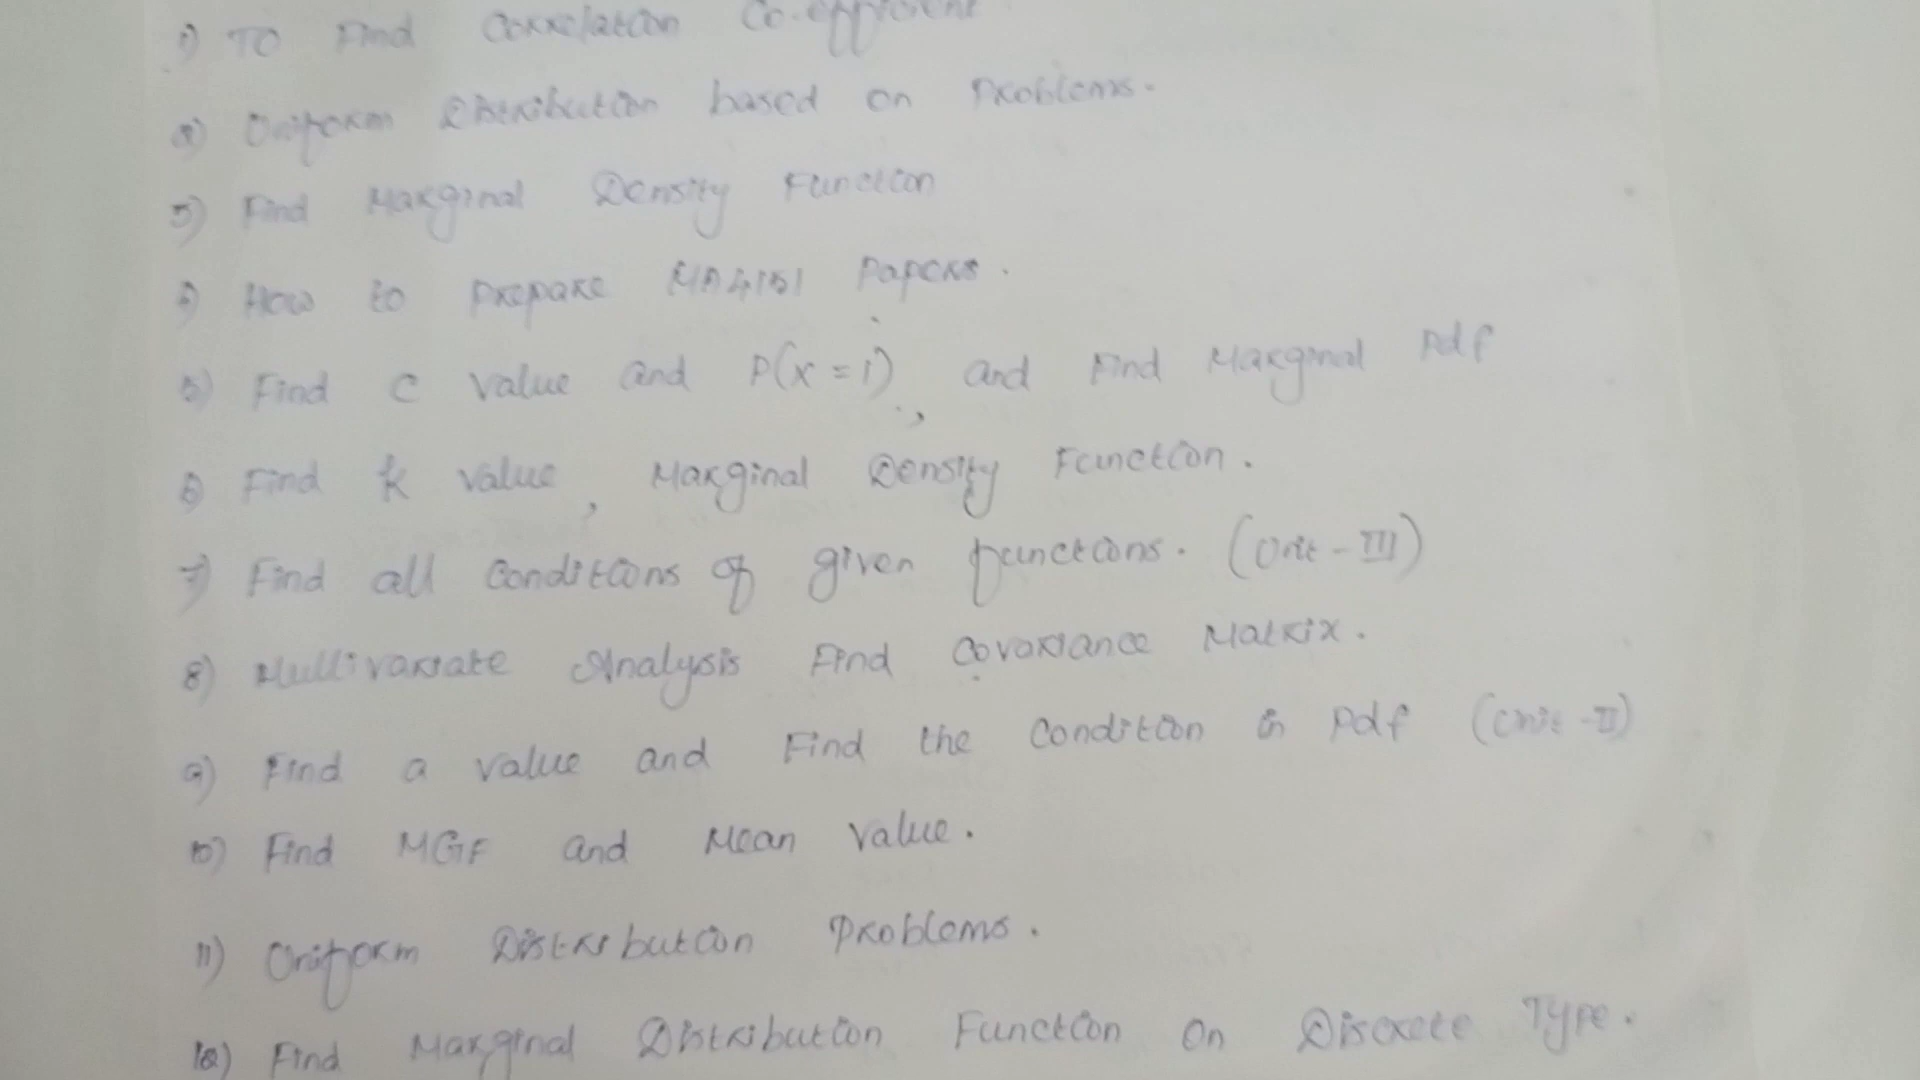 1) To Find Correlation Co-efficient
2) Uniform Distribution based on Problems.
3) Find Marginal Density Function
4) How to prepare MA4151 Papers.
5) Find c value and P(x=1), and Find Marginal Pdf
6) Find k value, Marginal Density Function.
7) Find all Conditions of given functions. (Unit - III)
8) Multivariate Analysis Find Covariance Matrix.
9) Find a value and Find the Condition in Pdf (Unit -II)
10) Find MGF and Mean Value.
11) Uniform Distribution Problems.
12) Find Marginal Distribution Function On Discrete Type.